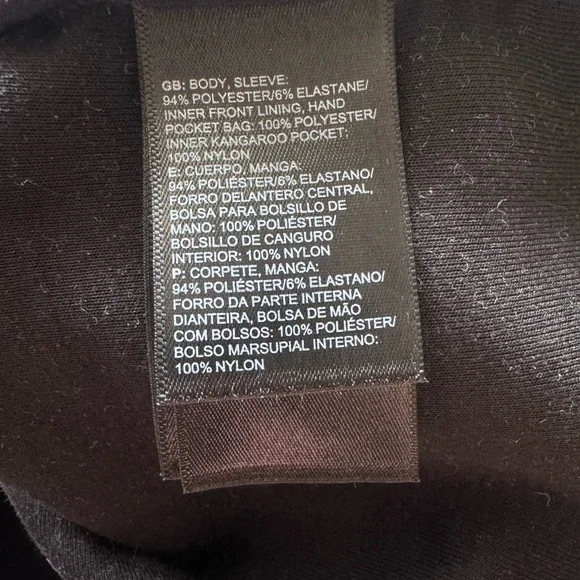 GB: BODY, SLEEVE:
94% POLYESTER/6% ELASTANE/
INNER FRONT LINING, HAND
POCKET BAG: 100% POLYESTER/
INNER KANGAROO POCKET:
100% NYLON
E: CUERPO, MANGA:
94% POLIÉSTER/6% ELASTANO/
FORRO DELANTERO CENTRAL,
BOLSA PARA BOLSILLO DE
MANO: 100% POLIÉSTER/
BOLSILLO DE CANGURO
INTERIOR: 100% NYLON
P: CORPETE, MANGA:
94% POLIÉSTER/6% ELASTANO/
FORRO DA PARTE INTERNA
DIANTEIRA, BOLSA DE MÃO
COM BOLSOS: 100% POLIÉSTER/
BOLSO MARSUPIAL INTERNO:
100% NYLON